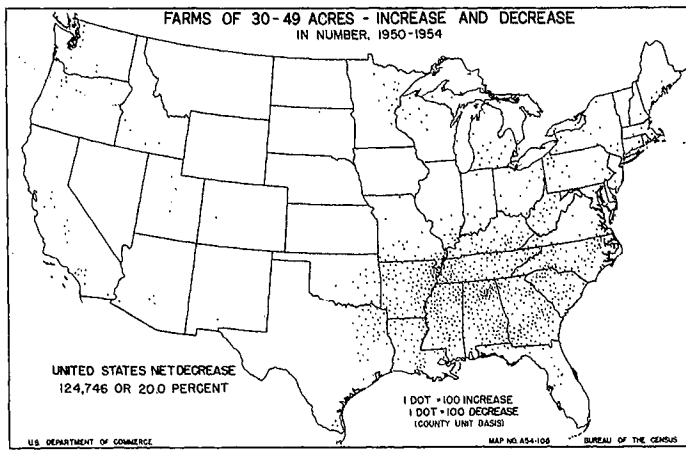 FARMS OF 30-49 ACRES - INCREASE AND DECREASE
IN NUMBER, 1950-1954
UNITED STATES NET DECREASE
124,746 OR 20.0 PERCENT
1 DOT = 100 INCREASE
1 DOT = 100 DECREASE
(COUNTY UNIT BASIS)
U.S. DEPARTMENT OF COMMERCE
MAP NO. A54-106
BUREAU OF THE CENSUS